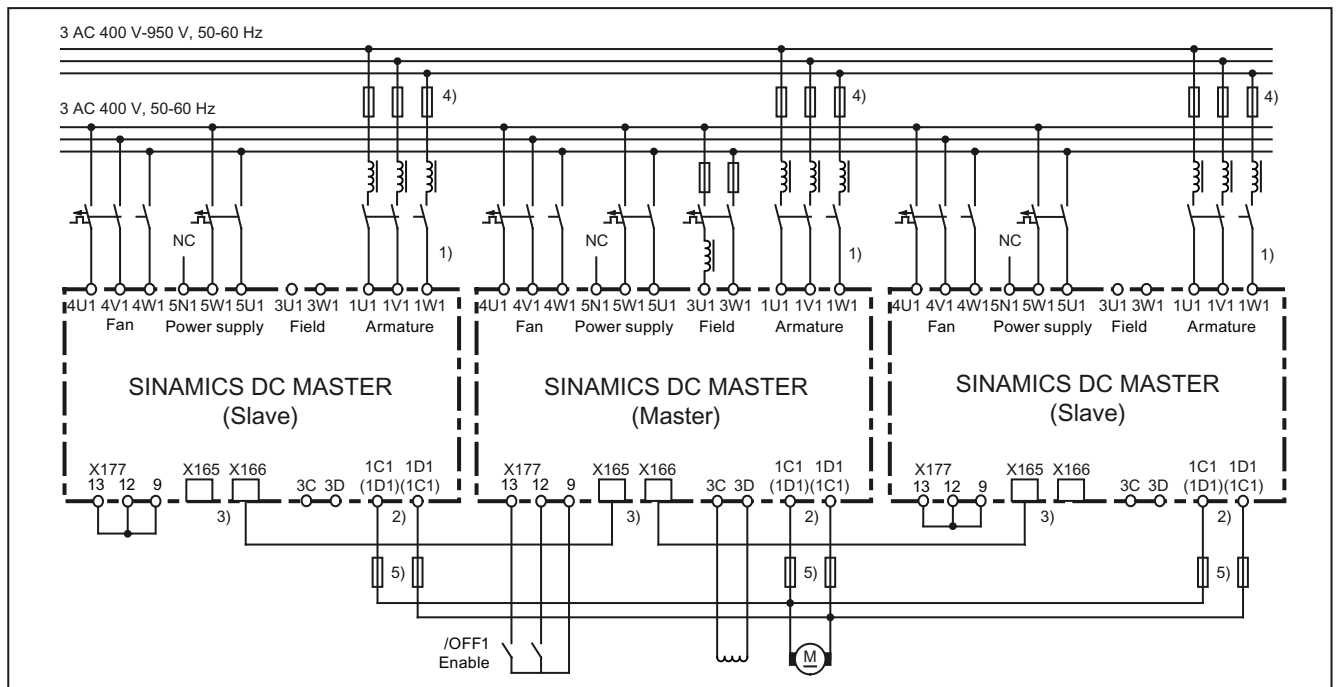 3 AC 400 V-950 V, 50-60 Hz
4) 4) 4)
3 AC 400 V, 50-60 Hz
NC NC NC
1) 1) 1)
4U1 4V1 4W1 5N1 5W1 5U1 3U1 3W1 1U1 1V1 1W1
Fan Power supply Field Armature
4U1 4V1 4W1 5N1 5W1 5U1 3U1 3W1 1U1 1V1 1W1
Fan Power supply Field Armature
4U1 4V1 4W1 5N1 5W1 5U1 3U1 3W1 1U1 1V1 1W1
Fan Power supply Field Armature
SINAMICS DC MASTER
(Slave)
SINAMICS DC MASTER
(Master)
SINAMICS DC MASTER
(Slave)
X177 X165 X166 1C1 1D1
13 12 9 3C 3D (1D1) (1C1)
3) 2)
X177 X165 X166 1C1 1D1
13 12 9 3C 3D (1D1) (1C1)
3) 2)
X177 X165 X166 1C1 1D1
13 12 9 3C 3D (1D1) (1C1)
3) 2)
5) 5) 5)
/OFF1
Enable
M